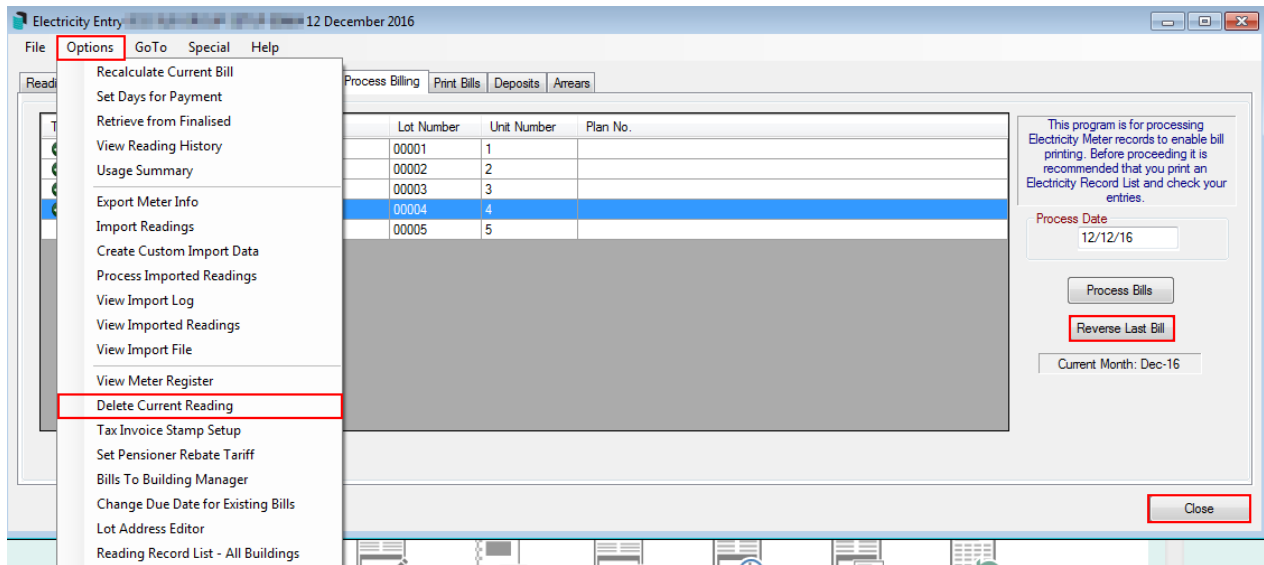 Electricity Entry 12 December 2016
File Options GoTo Special Help
Process Billing Print Bills Deposits Arrears
Recalculate Current Bill
Set Days for Payment
Retrieve from Finalised
View Reading History
Usage Summary
Export Meter Info
Import Readings
Create Custom Import Data
Process Imported Readings
View Import Log
View Imported Readings
View Import File
View Meter Register
Delete Current Reading
Tax Invoice Stamp Setup
Set Pensioner Rebate Tariff
Bills To Building Manager
Change Due Date for Existing Bills
Lot Address Editor
Reading Record List - All Buildings
Lot Number Unit Number Plan No.
00001 1
00002 2
00003 3
00004 4
00005 5
This program is for processing
Electricity Meter records to enable bill
printing. Before proceeding it is
recommended that you print an
Electricity Record List and check your
entries.
Process Date
12/12/16
Process Bills
Reverse Last Bill
Current Month: Dec-16
Close